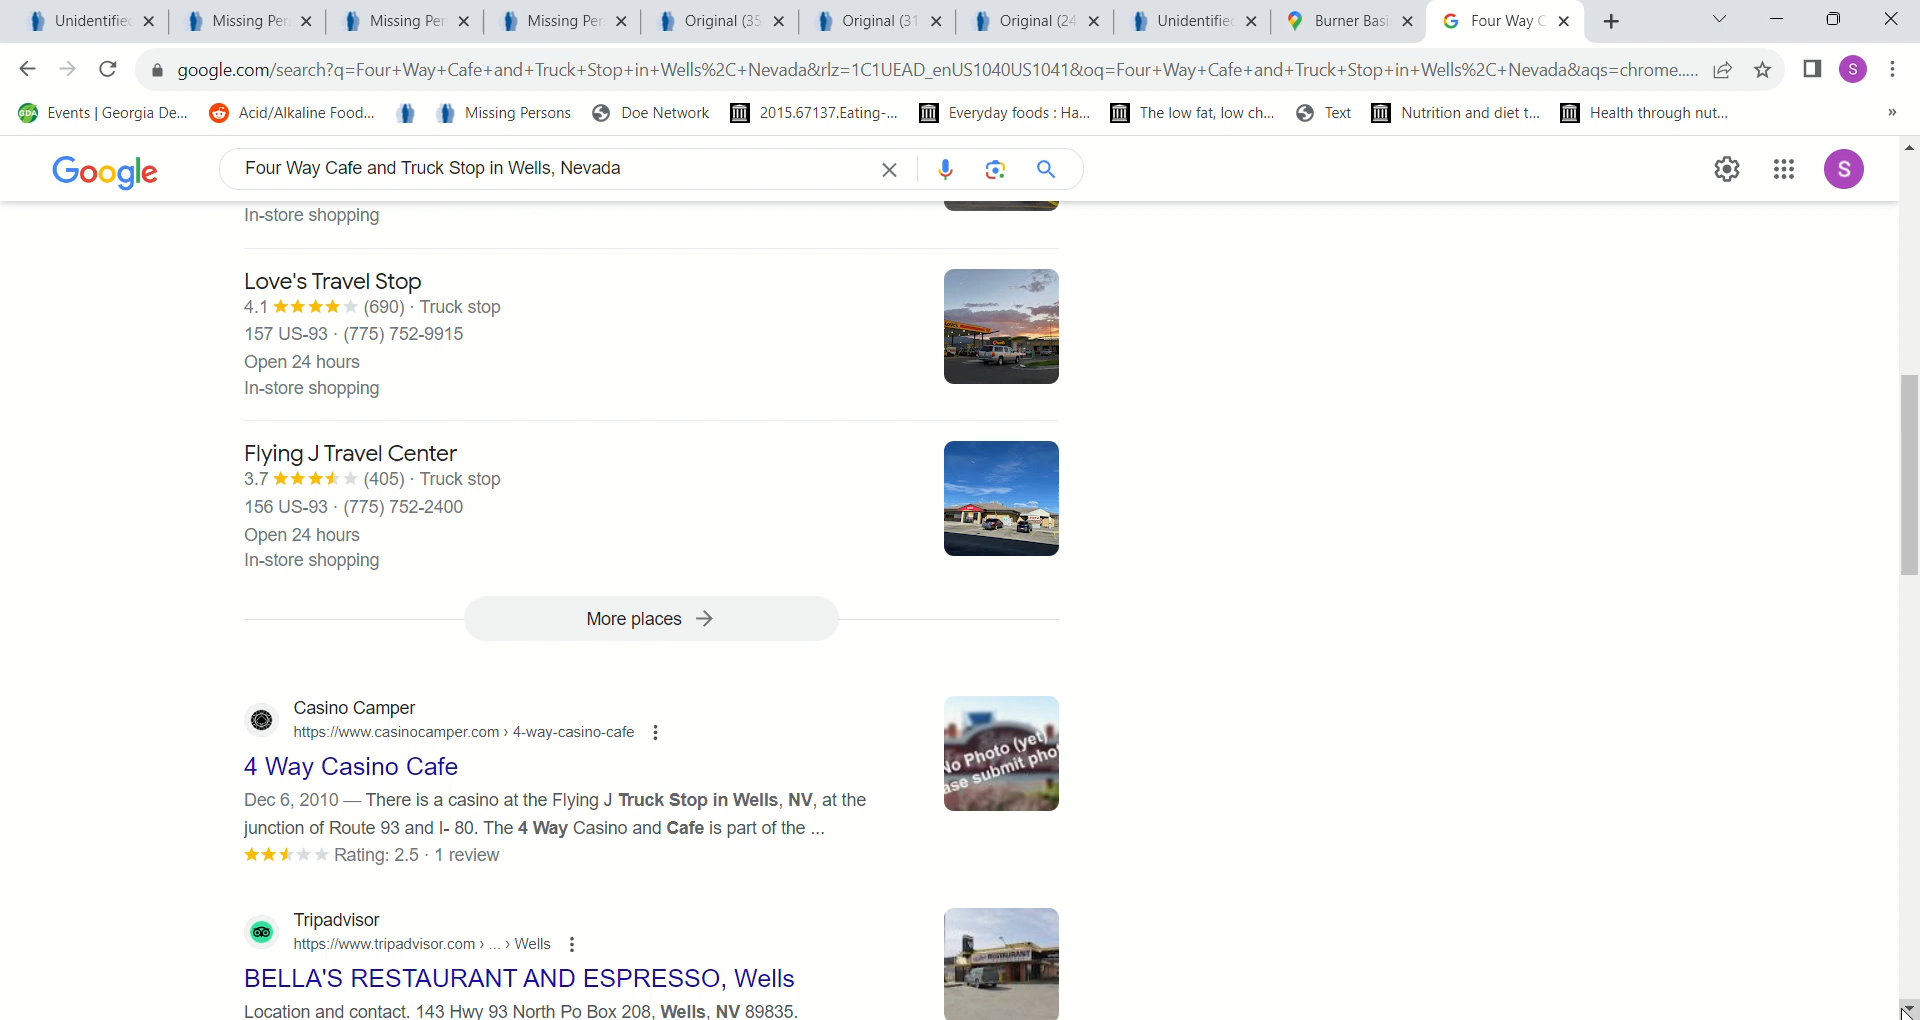 Unidentifie Missing Per Missing Per Missing Per Original (35 Original (31 Original (24 Unidentifie Burner Basi Four Way C
google.com/search?q=Four+Way+Cafe+and+Truck+Stop+in+Wells%2C+Nevada&rlz=1C1UEAD_enUS1040US1041&oq=Four+Way+Cafe+and+Truck+Stop+in+Wells%2C+Nevada&aqs=chrome..... S
GDA Events | Georgia De... Acid/Alkaline Food... Missing Persons Doe Network 2015.67137.Eating-... Everyday foods : Ha... The low fat, low ch... Text Nutrition and diet t... Health through nut... »
Google Four Way Cafe and Truck Stop in Wells, Nevada S
In-store shopping
Love's Travel Stop
4.1 (690) · Truck stop
157 US-93 · (775) 752-9915
Open 24 hours
In-store shopping
Flying J Travel Center
3.7 (405) · Truck stop
156 US-93 · (775) 752-2400
Open 24 hours
In-store shopping
More places →
Casino Camper
https://www.casinocamper.com › 4-way-casino-cafe
4 Way Casino Cafe
No Photo (yet)
Dec 6, 2010 — There is a casino at the Flying J Truck Stop in Wells, NV, at the
junction of Route 93 and I- 80. The 4 Way Casino and Cafe is part of the ...
Rating: 2.5 · 1 review
Tripadvisor
https://www.tripadvisor.com › ... › Wells
BELLA'S RESTAURANT AND ESPRESSO, Wells
RESTAURANT
Location and contact. 143 Hwy 93 North Po Box 208, Wells, NV 89835.